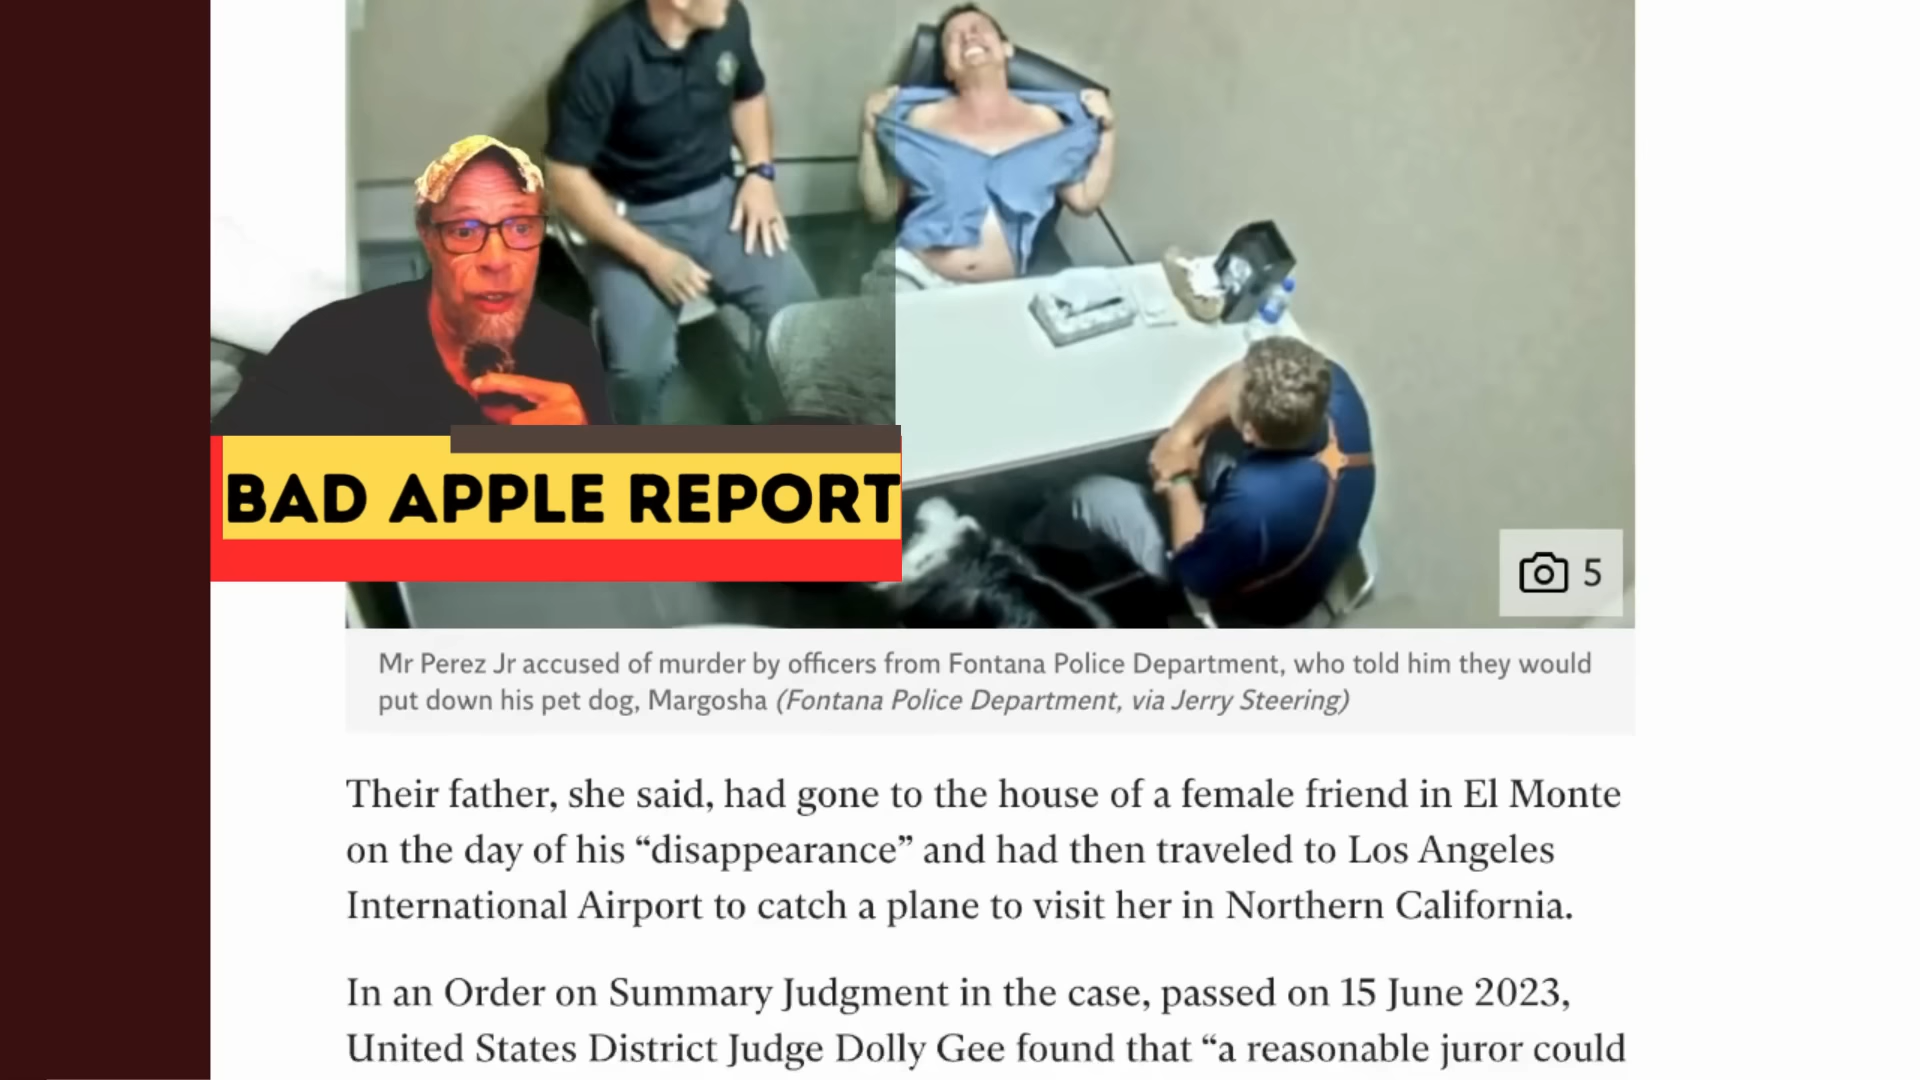 BAD APPLE REPORT
5
Mr Perez Jr accused of murder by officers from Fontana Police Department, who told him they would
put down his pet dog, Margosha (Fontana Police Department, via Jerry Steering)
Their father, she said, had gone to the house of a female friend in El Monte
on the day of his “disappearance” and had then traveled to Los Angeles
International Airport to catch a plane to visit her in Northern California.
In an Order on Summary Judgment in the case, passed on 15 June 2023,
United States District Judge Dolly Gee found that “a reasonable juror could